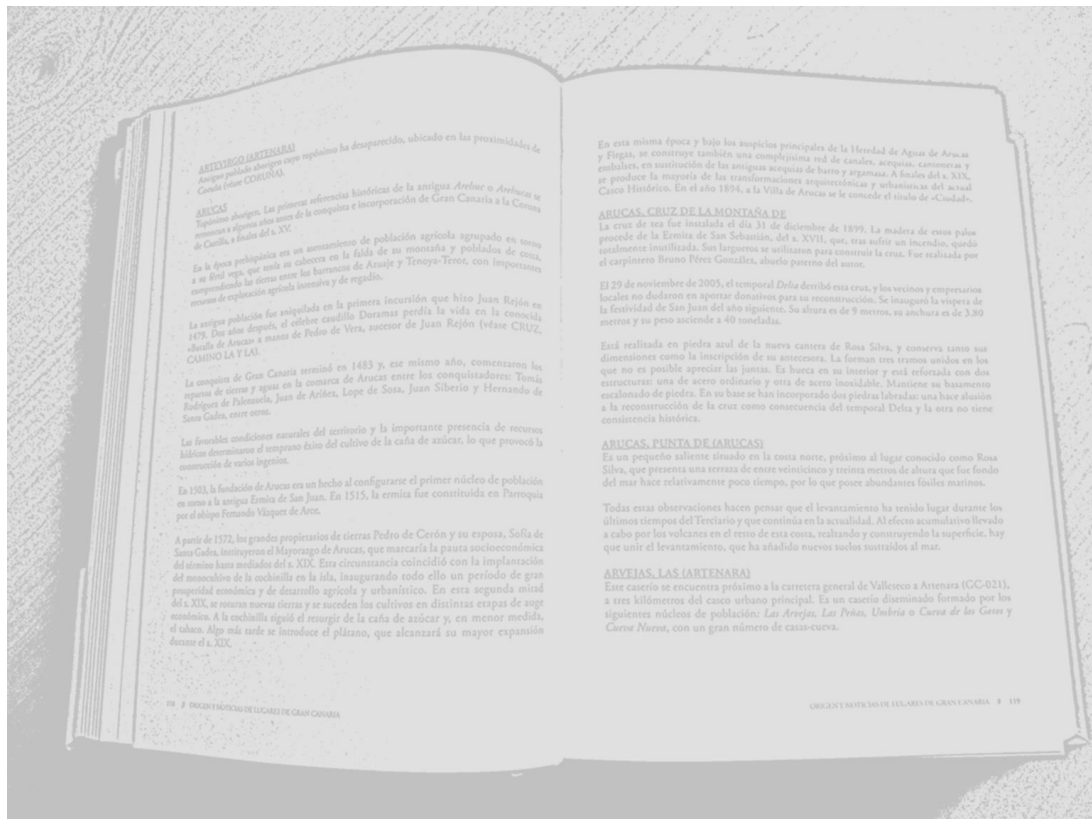 ARTEVIRGO (ARTENARA)
Antiguo poblado aborigen cuyo topónimo ha desaparecido, ubicado en las proximidades de
Coruña (véase CORUÑA).
ARUCAS
Topónimo aborigen. Las primeras referencias históricas de la antigua Arehuc o Arehucas se
remontan a algunos años antes de la conquista e incorporación de Gran Canaria a la Corona
de Castilla, a finales del s. XV.
En la época prehispánica era un asentamiento de población agrícola agrupado en torno
a su fértil vega, que tenía su cabecera en la falda de su montaña y poblados de costa,
comprendiendo las tierras entre los barrancos de Azuaje y Tenoya-Teror, con importantes
recursos de explotación agrícola intensiva y de regadío.
La antigua población fue aniquilada en la primera incursión que hizo Juan Rejón en
1479. Dos años después, el célebre caudillo Doramas perdía la vida en la conocida
«Batalla de Arucas» a manos de Pedro de Vera, sucesor de Juan Rejón (véase CRUZ,
CAMINO LA Y LA).
La conquista de Gran Canaria terminó en 1483 y, ese mismo año, comenzaron los
repartos de tierras y aguas en la comarca de Arucas entre los conquistadores: Tomás
Rodríguez de Palenzuela, Juan de Aríñez, Lope de Sosa, Juan Siberio y Hernando de
Santa Gadea, entre otros.
Las favorables condiciones naturales del territorio y la importante presencia de recursos
hídricos determinaron el temprano éxito del cultivo de la caña de azúcar, lo que provocó la
construcción de varios ingenios.
En 1503, la fundación de Arucas era un hecho al configurarse el primer núcleo de población
en torno a la antigua Ermita de San Juan. En 1515, la ermita fue constituida en Parroquia
por el obispo Fernando Vázquez de Arce.
A partir de 1572, los grandes propietarios de tierras Pedro de Cerón y su esposa, Sofía de
Santa Gadea, instituyeron el Mayorazgo de Arucas, que marcaría la pauta socioeconómica
del término hasta mediados del s. XIX. Esta circunstancia coincidió con la implantación
del monocultivo de la cochinilla en la isla, inaugurando todo ello un período de gran
prosperidad económica y de desarrollo agrícola y urbanístico. En esta segunda mitad
del s. XIX, se roturan nuevas tierras y se suceden los cultivos en distintas etapas de auge
económico. A la cochinilla siguió el resurgir de la caña de azúcar y, en menor medida,
el tabaco. Algo más tarde se introduce el plátano, que alcanzará su mayor expansión
durante el s. XIX.
118 ORIGEN Y NOTICIAS DE LUGARES DE GRAN CANARIA
En esta misma época y bajo los auspicios principales de la Heredad de Aguas de Arucas
y Firgas, se construye también una complejísima red de canales, acequias, cantoneras y
embalses, en sustitución de las antiguas acequias de barro y argamasa. A finales del s. XIX,
se produce la mayoría de las transformaciones arquitectónicas y urbanísticas del actual
Casco Histórico. En el año 1894, a la Villa de Arucas se le concede el título de «Ciudad».
ARUCAS, CRUZ DE LA MONTAÑA DE
La cruz de tea fue instalada el día 31 de diciembre de 1899. La madera de estos palos
procede de la Ermita de San Sebastián, del s. XVII, que, tras sufrir un incendio, quedó
totalmente inutilizada. Sus largueros se utilizaron para construir la cruz. Fue realizada por
el carpintero Bruno Pérez González, abuelo paterno del autor.
El 29 de noviembre de 2005, el temporal Delta derribó esta cruz, y los vecinos y empresarios
locales no dudaron en aportar donativos para su reconstrucción. Se inauguró la víspera de
la festividad de San Juan del año siguiente. Su altura es de 9 metros, su anchura es de 3,80
metros y su peso asciende a 40 toneladas.
Está realizada en piedra azul de la nueva cantera de Rosa Silva, y conserva tanto sus
dimensiones como la inscripción de su antecesora. La forman tres tramos unidos en los
que no es posible apreciar las juntas. Es hueca en su interior y está reforzada con dos
estructuras: una de acero ordinario y otra de acero inoxidable. Mantiene su basamento
escalonado de piedra. En su base se han incorporado dos piedras labradas: una hace alusión
a la reconstrucción de la cruz como consecuencia del temporal Delta y la otra no tiene
consistencia histórica.
ARUCAS, PUNTA DE (ARUCAS)
Es un pequeño saliente situado en la costa norte, próximo al lugar conocido como Rosa
Silva, que presenta una terraza de entre veinticinco y treinta metros de altura que fue fondo
del mar hace relativamente poco tiempo, por lo que posee abundantes fósiles marinos.
Todas estas observaciones hacen pensar que el levantamiento ha tenido lugar durante los
últimos tiempos del Terciario y que continúa en la actualidad. Al efecto acumulativo llevado
a cabo por los volcanes en el resto de esta costa, realzando y construyendo la superficie, hay
que unir el levantamiento, que ha añadido nuevos suelos sustraídos al mar.
ARVEJAS, LAS (ARTENARA)
Este caserío se encuentra próximo a la carretera general de Valleseco a Artenara (GC-021),
a tres kilómetros del casco urbano principal. Es un caserío diseminado formado por los
siguientes núcleos de población: Las Arvejas, Las Peñas, Umbría o Cueva de los Gatos y
Cueva Nueva, con un gran número de casas-cueva.
ORIGEN Y NOTICIAS DE LUGARES DE GRAN CANARIA 119